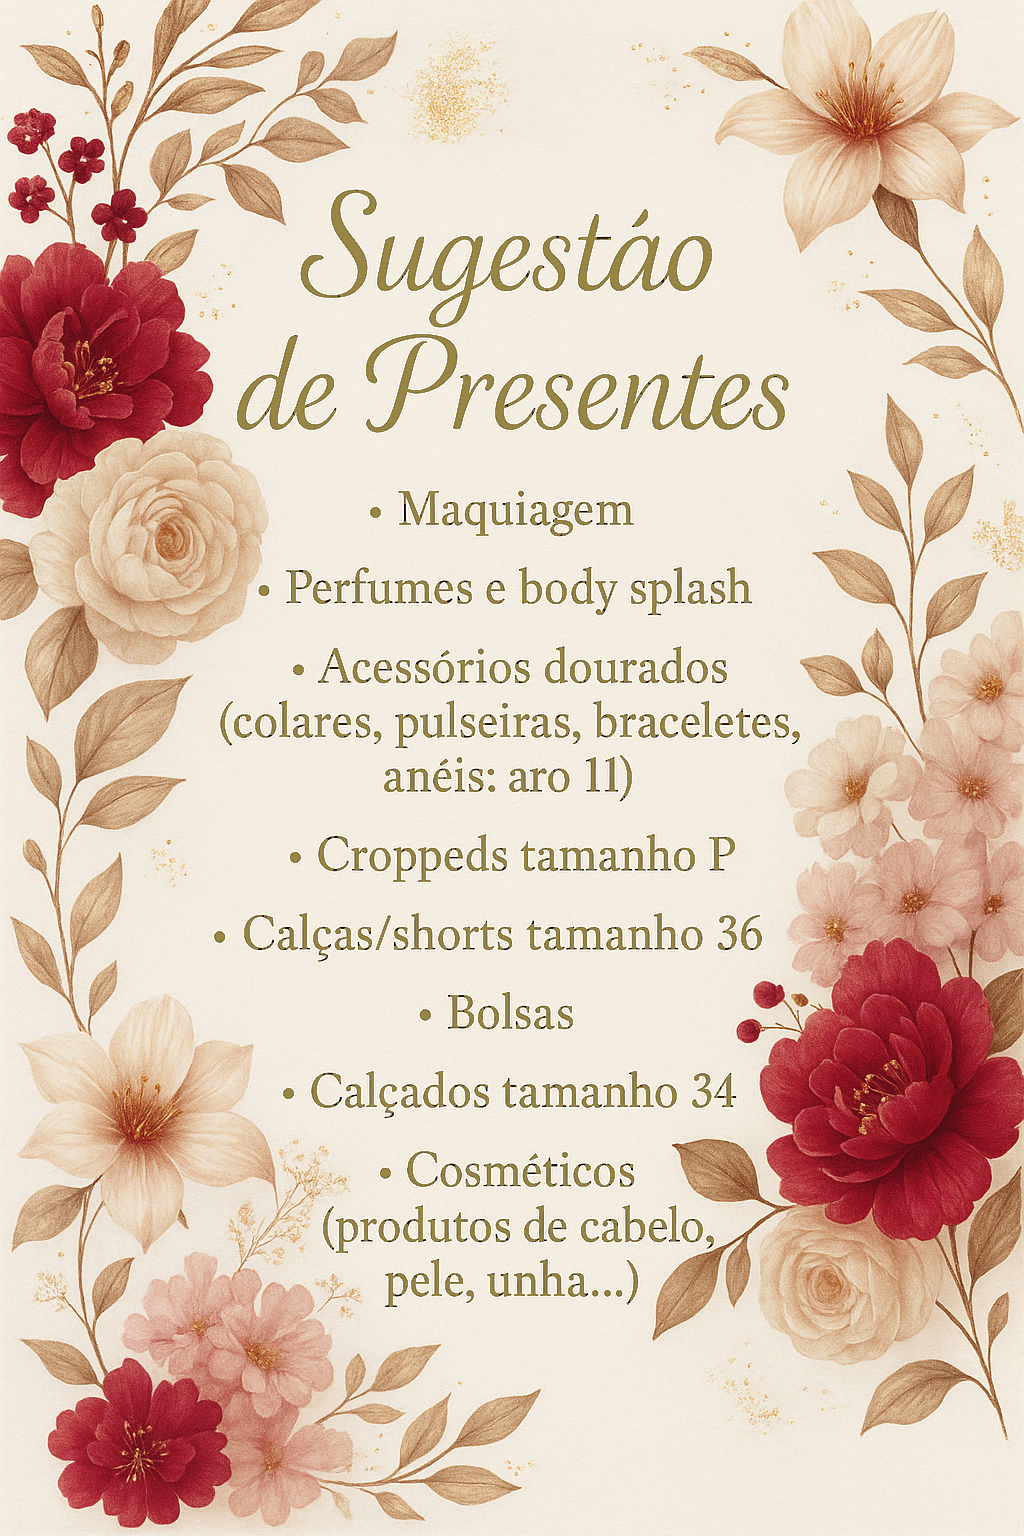 Sugestáo
de Presentes
• Maquiagem
• Perfumes e body splash
• Acessórios dourados
(colares, pulseiras, braceletes,
anéis: aro 11)
• Croppeds tamanho P
• Calças/shorts tamanho 36
• Bolsas
• Calçados tamanho 34
• Cosméticos
(produtos de cabelo,
pele, unha...)